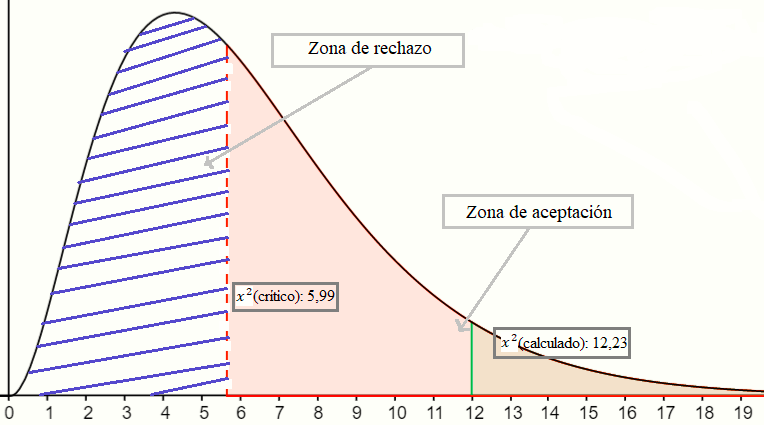 Zona de rechazo
Zona de aceptación
x²(crítico): 5,99
x²(calculado): 12,23
0 1 2 3 4 5 6 7 8 9 10 11 12 13 14 15 16 17 18 19